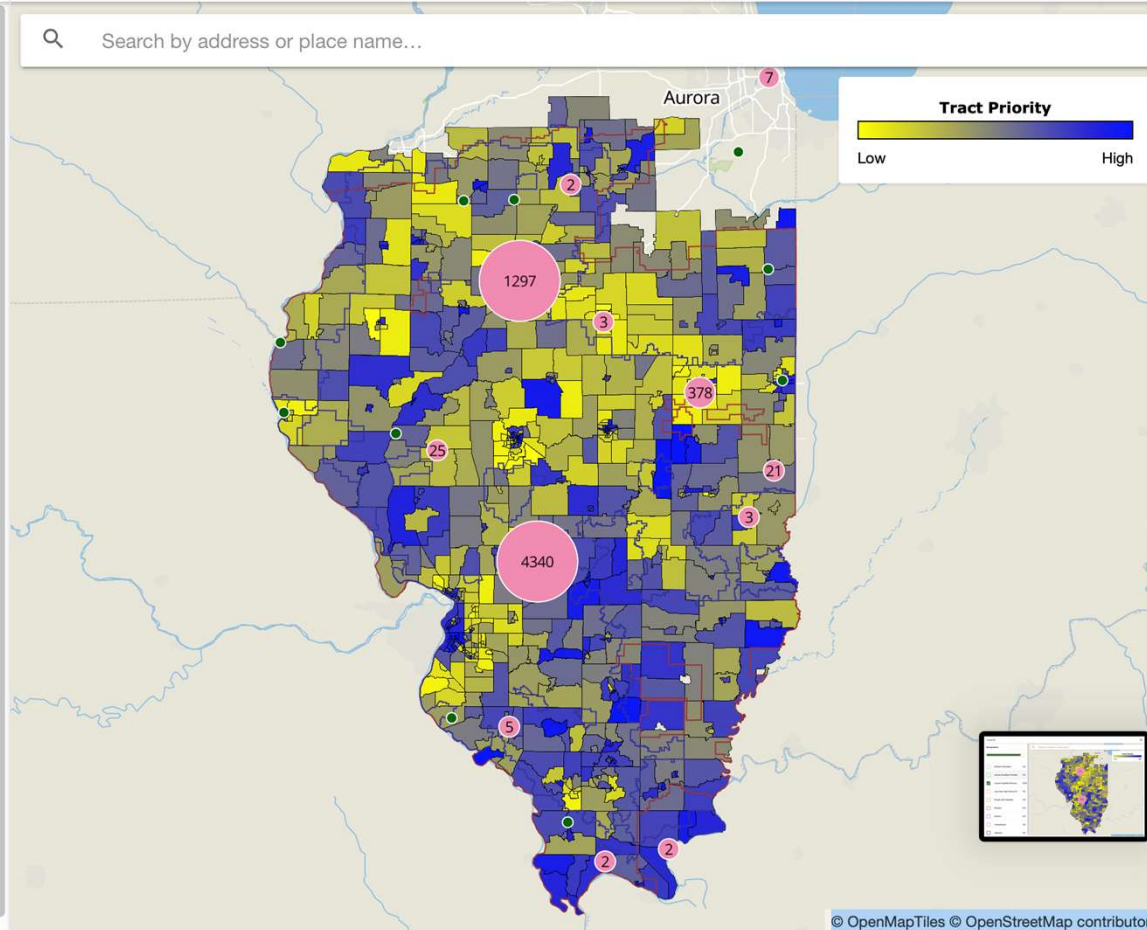 Search by address or place name…
7
Aurora
Tract Priority
Low High
2
1297
3
378
25
21
3
4340
5
2
2
© OpenMapTiles © OpenStreetMap contributor